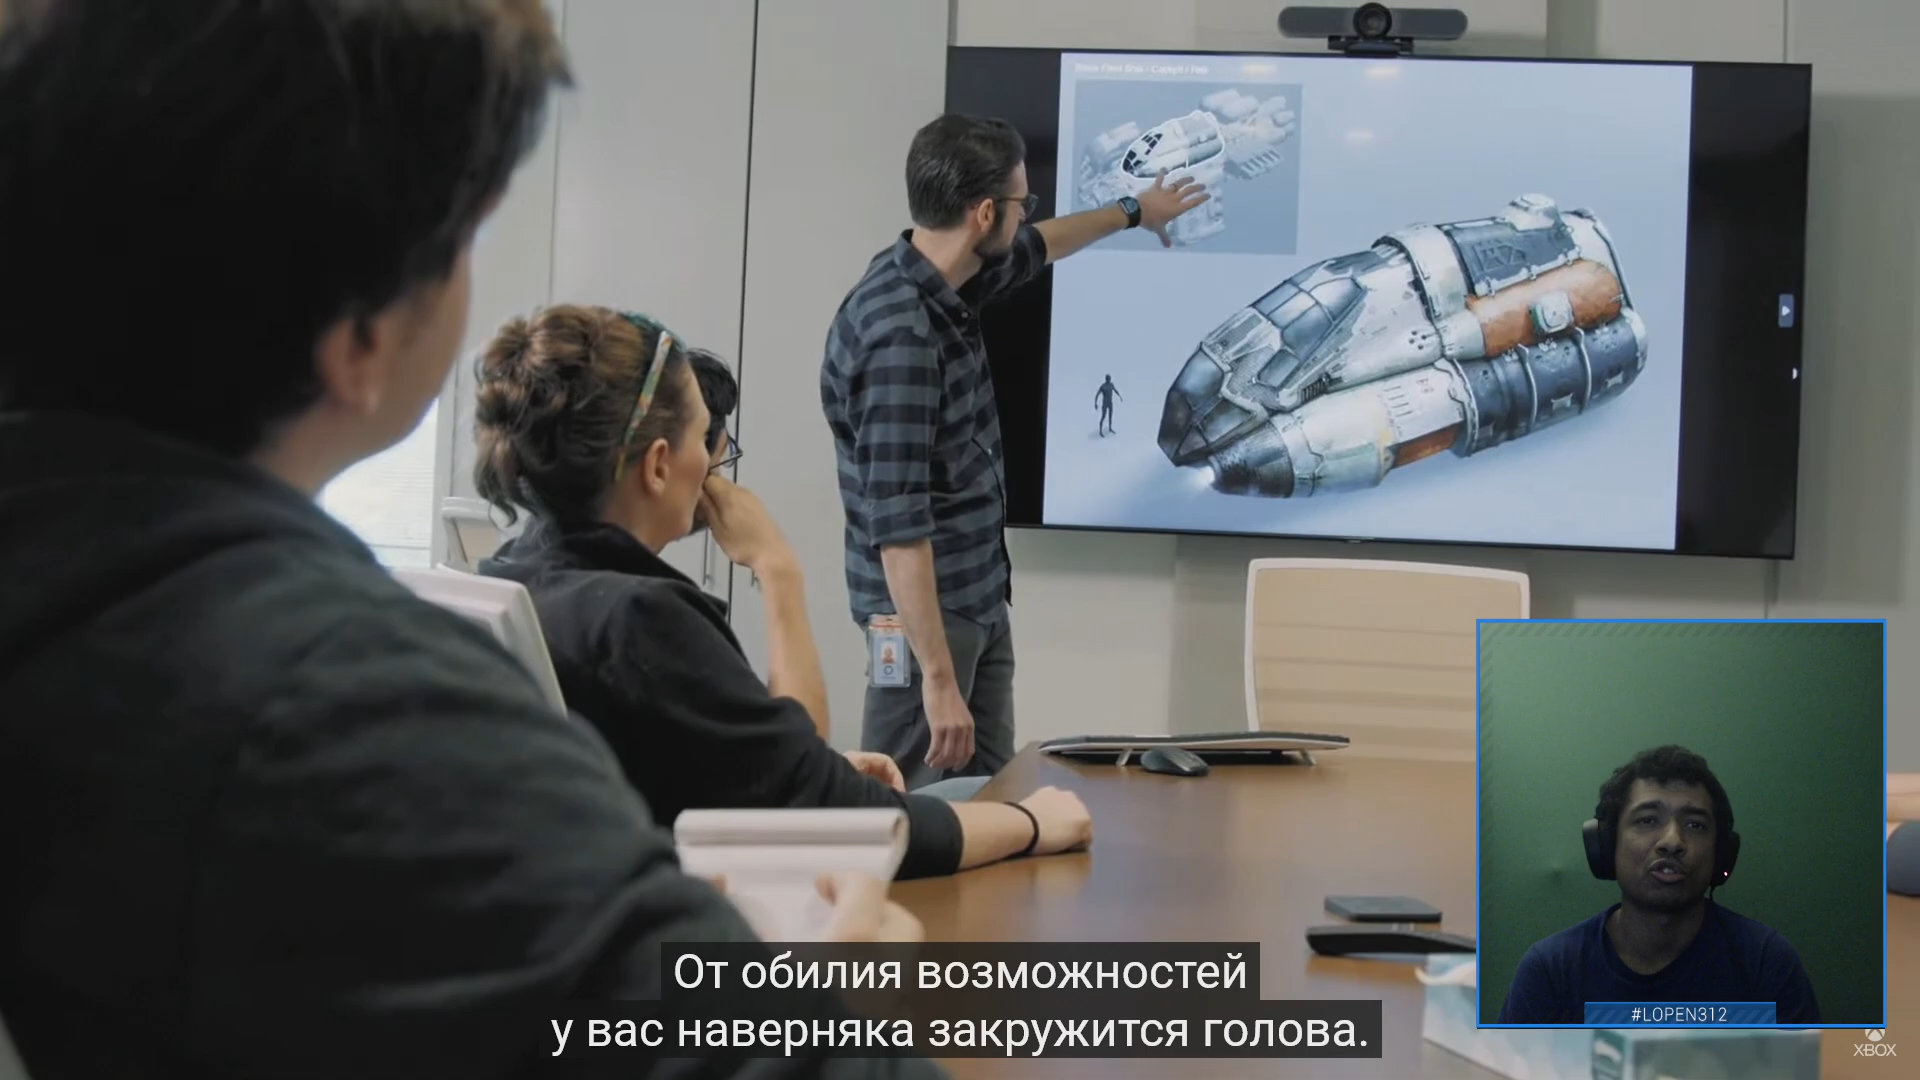 От обилия возможностей
у вас наверняка закружится голова.
#LOPEN312
XBOX